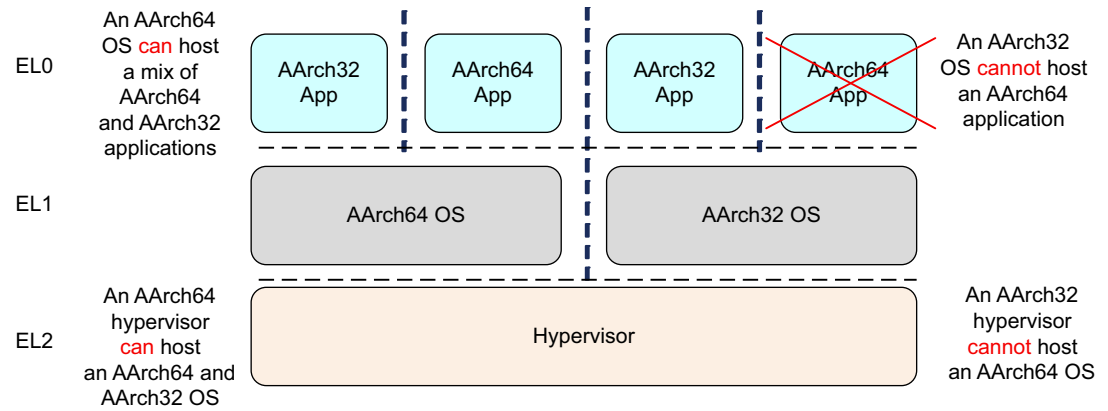 An AArch64
OS can host
a mix of
AArch64
and AArch32
applications
EL0
AArch32
App
AArch64
App
AArch32
App
AArch64
App
An AArch32
OS cannot host
an AArch64
application
EL1
AArch64 OS
AArch32 OS
An AArch64
hypervisor
can host
an AArch64 and
AArch32 OS
EL2
Hypervisor
An AArch32
hypervisor
cannot host
an AArch64 OS